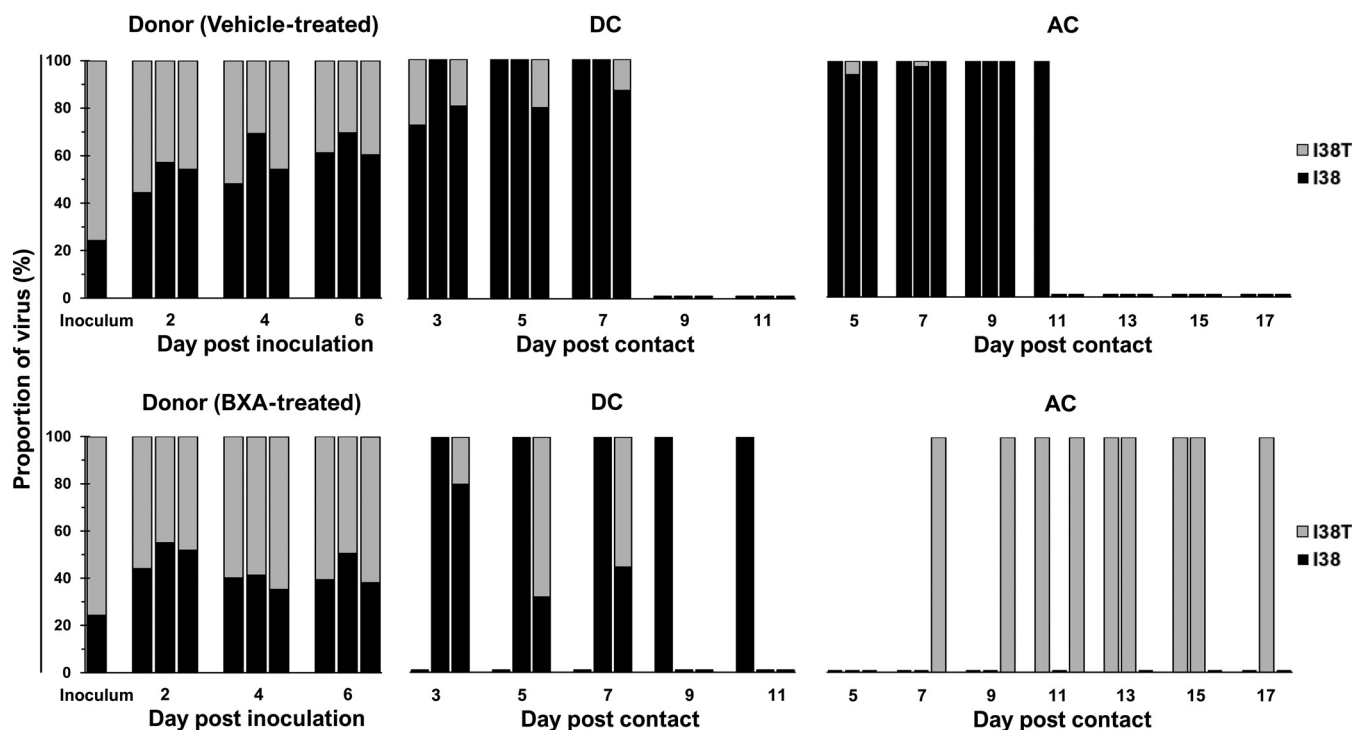 Donor (Vehicle-treated)
DC
AC
100
80
60
40
20
0
Inoculum 2 4 6
Day post inoculation
3 5 7 9 11
Day post contact
5 7 9 11 13 15 17
Day post contact
I38T
I38
Proportion of virus (%)
Donor (BXA-treated)
DC
AC
100
80
60
40
20
0
Inoculum 2 4 6
Day post inoculation
3 5 7 9 11
Day post contact
5 7 9 11 13 15 17
Day post contact
I38T
I38